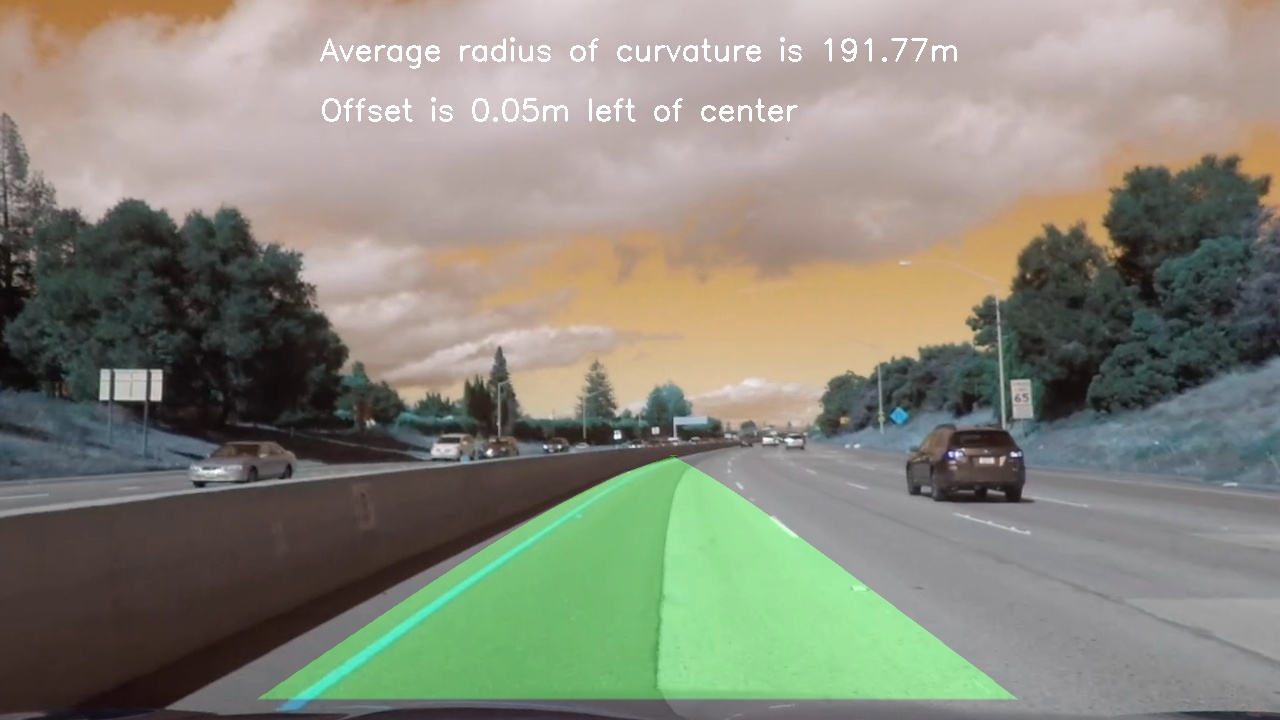 Average radius of curvature is 191.77m
Offset is 0.05m left of center
65